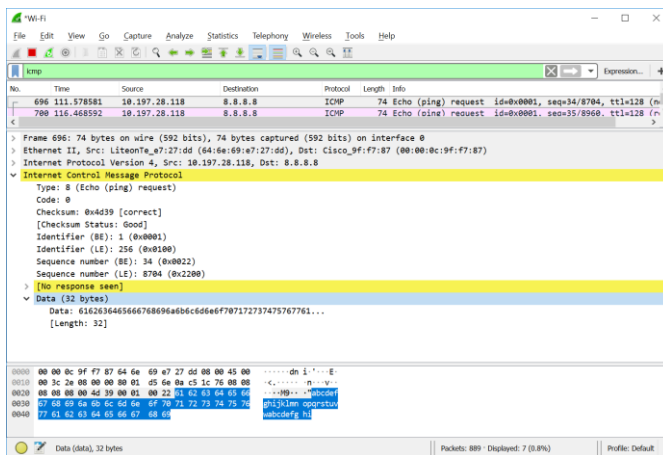 *Wi-Fi
File Edit View Go Capture Analyze Statistics Telephony Wireless Tools Help
icmp Expression... +
No. Time Source Destination Protocol Length Info
696 111.578581 10.197.28.118 8.8.8.8 ICMP 74 Echo (ping) request id=0x0001, seq=34/8704, ttl=128 (n
700 116.468592 10.197.28.118 8.8.8.8 ICMP 74 Echo (ping) request id=0x0001, seq=35/8960, ttl=128 (n
Frame 696: 74 bytes on wire (592 bits), 74 bytes captured (592 bits) on interface 0
Ethernet II, Src: LiteonTe_e7:27:dd (64:6e:69:e7:27:dd), Dst: Cisco_9f:f7:87 (00:00:0c:9f:f7:87)
Internet Protocol Version 4, Src: 10.197.28.118, Dst: 8.8.8.8
Internet Control Message Protocol
Type: 8 (Echo (ping) request)
Code: 0
Checksum: 0x4d39 [correct]
[Checksum Status: Good]
Identifier (BE): 1 (0x0001)
Identifier (LE): 256 (0x0100)
Sequence number (BE): 34 (0x0022)
Sequence number (LE): 8704 (0x2200)
[No response seen]
Data (32 bytes)
Data: 6162636465666768696a6b6c6d6e6f707172737475767761...
[Length: 32]
0000 00 00 0c 9f f7 87 64 6e 69 e7 27 dd 08 00 45 00 ······dn i·'···E·
0010 00 3c 2e 08 00 00 80 01 d5 6e 0a c5 1c 76 08 08 ·<······ ·n···v··
0020 08 08 08 00 4d 39 00 01 00 22 61 62 63 64 65 66 ····M9·· ·"abcdef
0030 67 68 69 6a 6b 6c 6d 6e 6f 70 71 72 73 74 75 76 ghijklmn opqrstuv
0040 77 61 62 63 64 65 66 67 68 69 wabcdefg hi
Data (data), 32 bytes Packets: 889 · Displayed: 7 (0.8%) Profile: Default